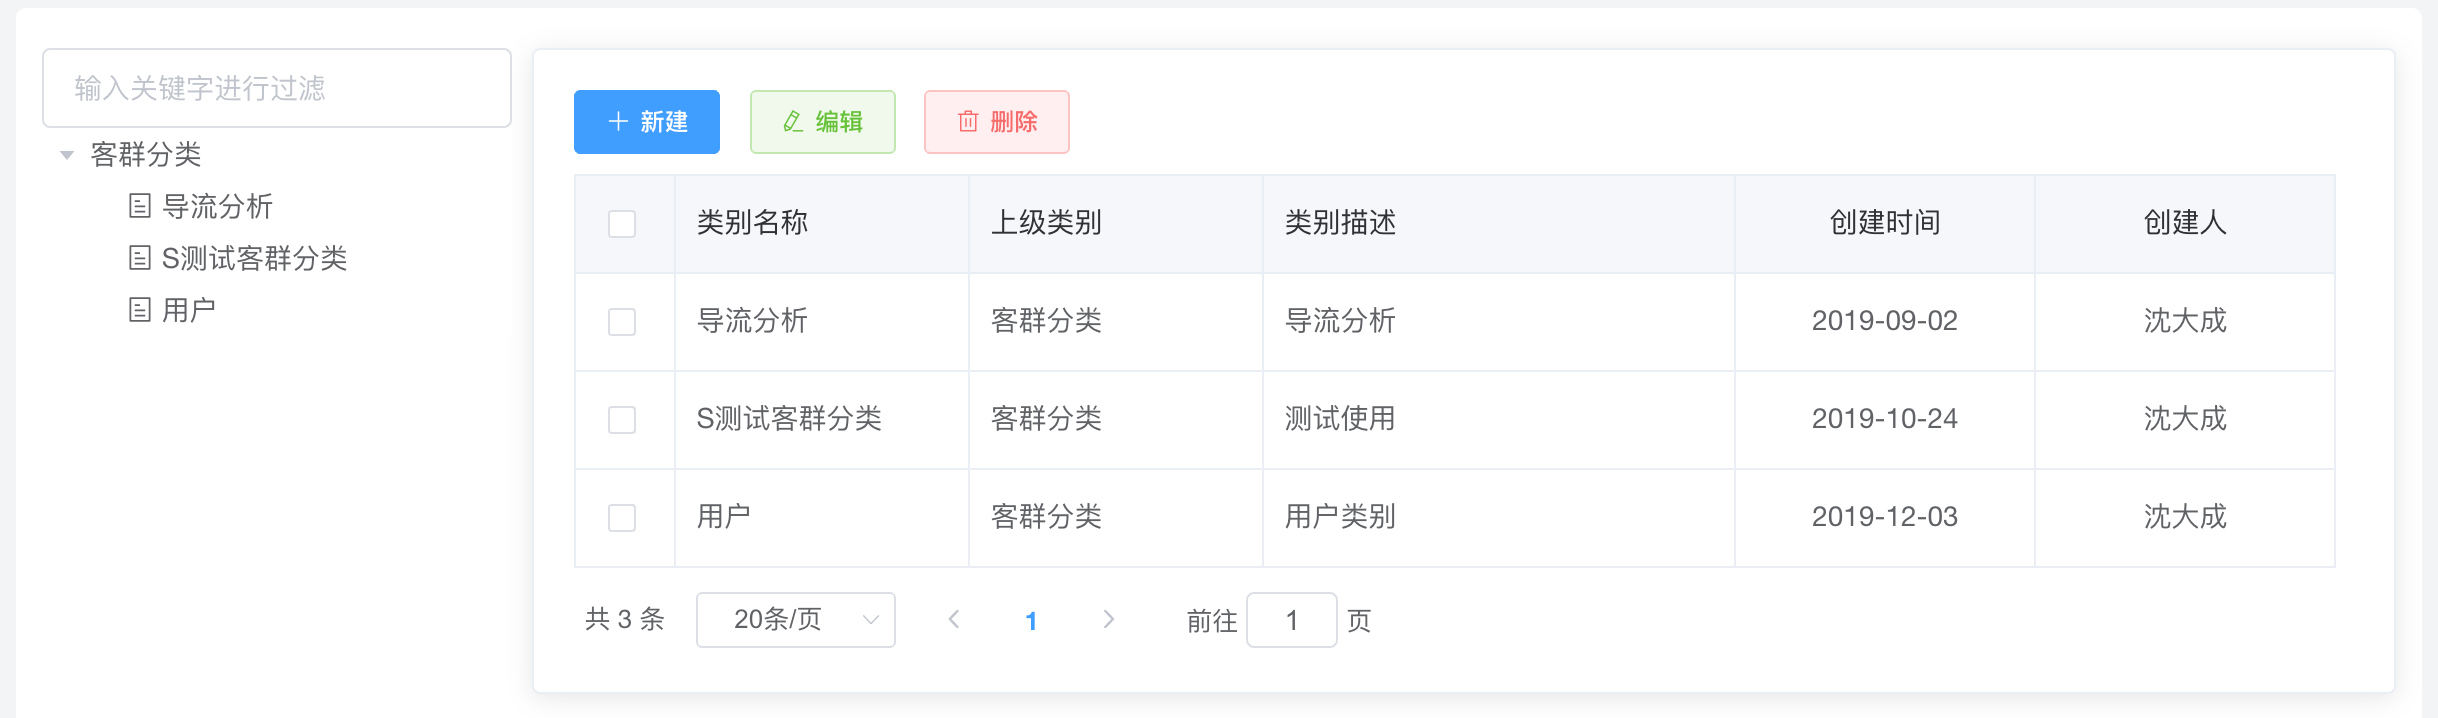 输入关键字进行过滤
客群分类
导流分析
S测试客群分类
用户
新建 编辑 删除
类别名称 上级类别 类别描述 创建时间 创建人
导流分析 客群分类 导流分析 2019-09-02 沈大成
S测试客群分类 客群分类 测试使用 2019-10-24 沈大成
用户 客群分类 用户类别 2019-12-03 沈大成
共 3 条 20条/页 1 前往 1 页